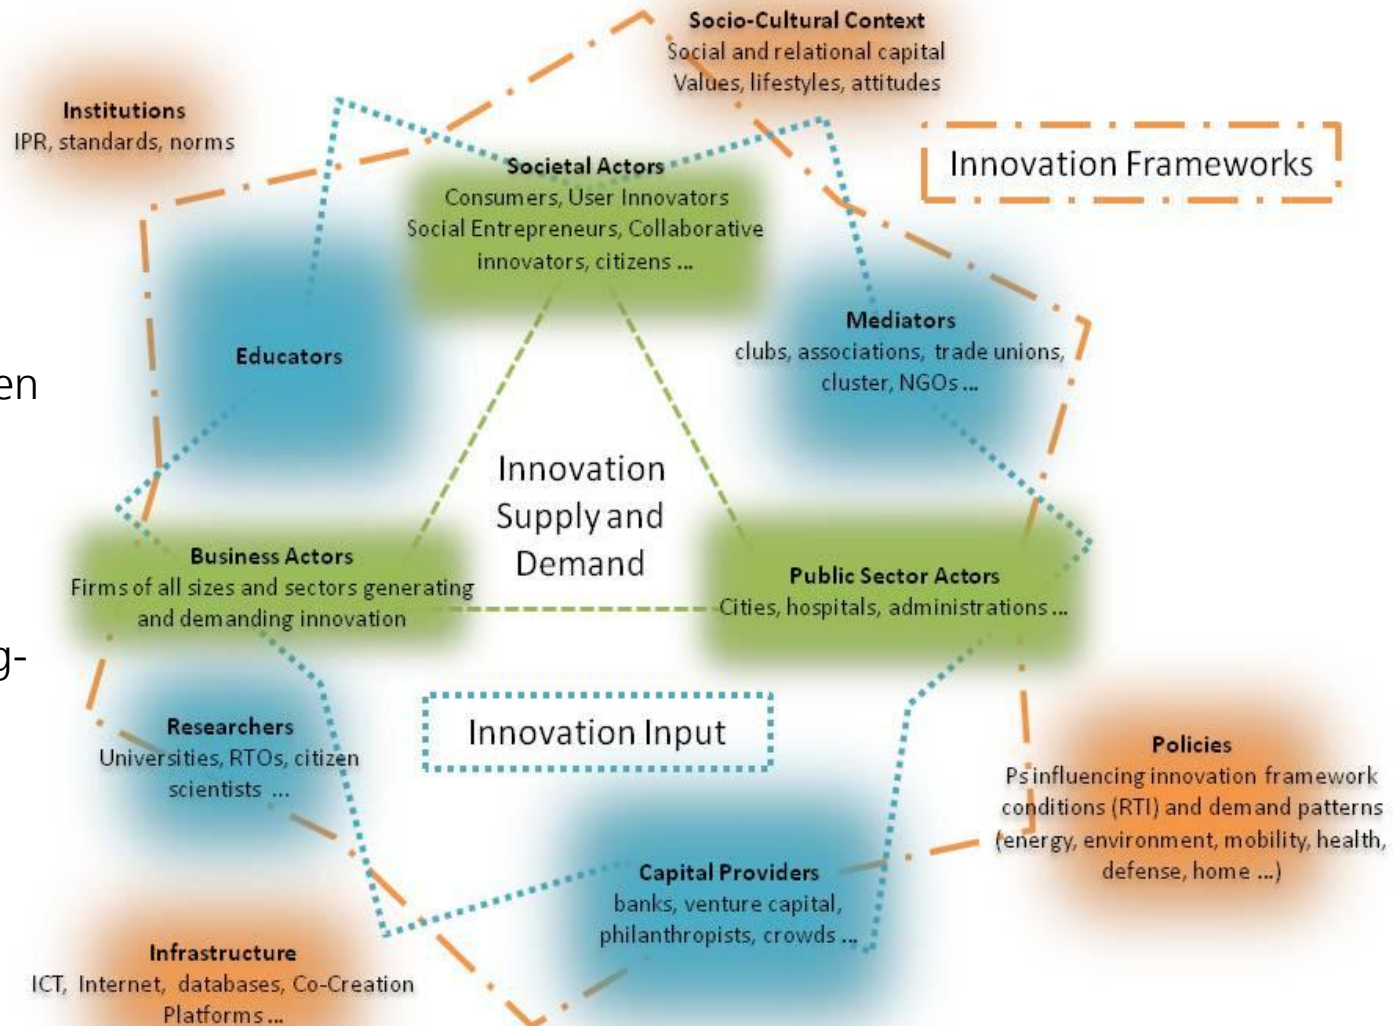 Socio-Cultural Context
Social and relational capital
Values, lifestyles, attitudes
Institutions
IPR, standards, norms
Innovation Frameworks
Societal Actors
Consumers, User Innovators
Social Entrepreneurs, Collaborative
innovators, citizens ...
Educators
Mediators
clubs, associations, trade unions,
cluster, NGOs ...
en
Innovation
Supply and
Demand
Business Actors
Firms of all sizes and sectors generating
and demanding innovation
Public Sector Actors
Cities, hospitals, administrations ...
g-
Researchers
Universities, RTOs, citizen
scientists ...
Innovation Input
Policies
Ps influencing innovation framework
conditions (RTI) and demand patterns
(energy, environment, mobility, health,
defense, home ...)
Capital Providers
banks, venture capital,
philanthropists, crowds ...
Infrastructure
ICT, Internet, databases, Co-Creation
Platforms ...